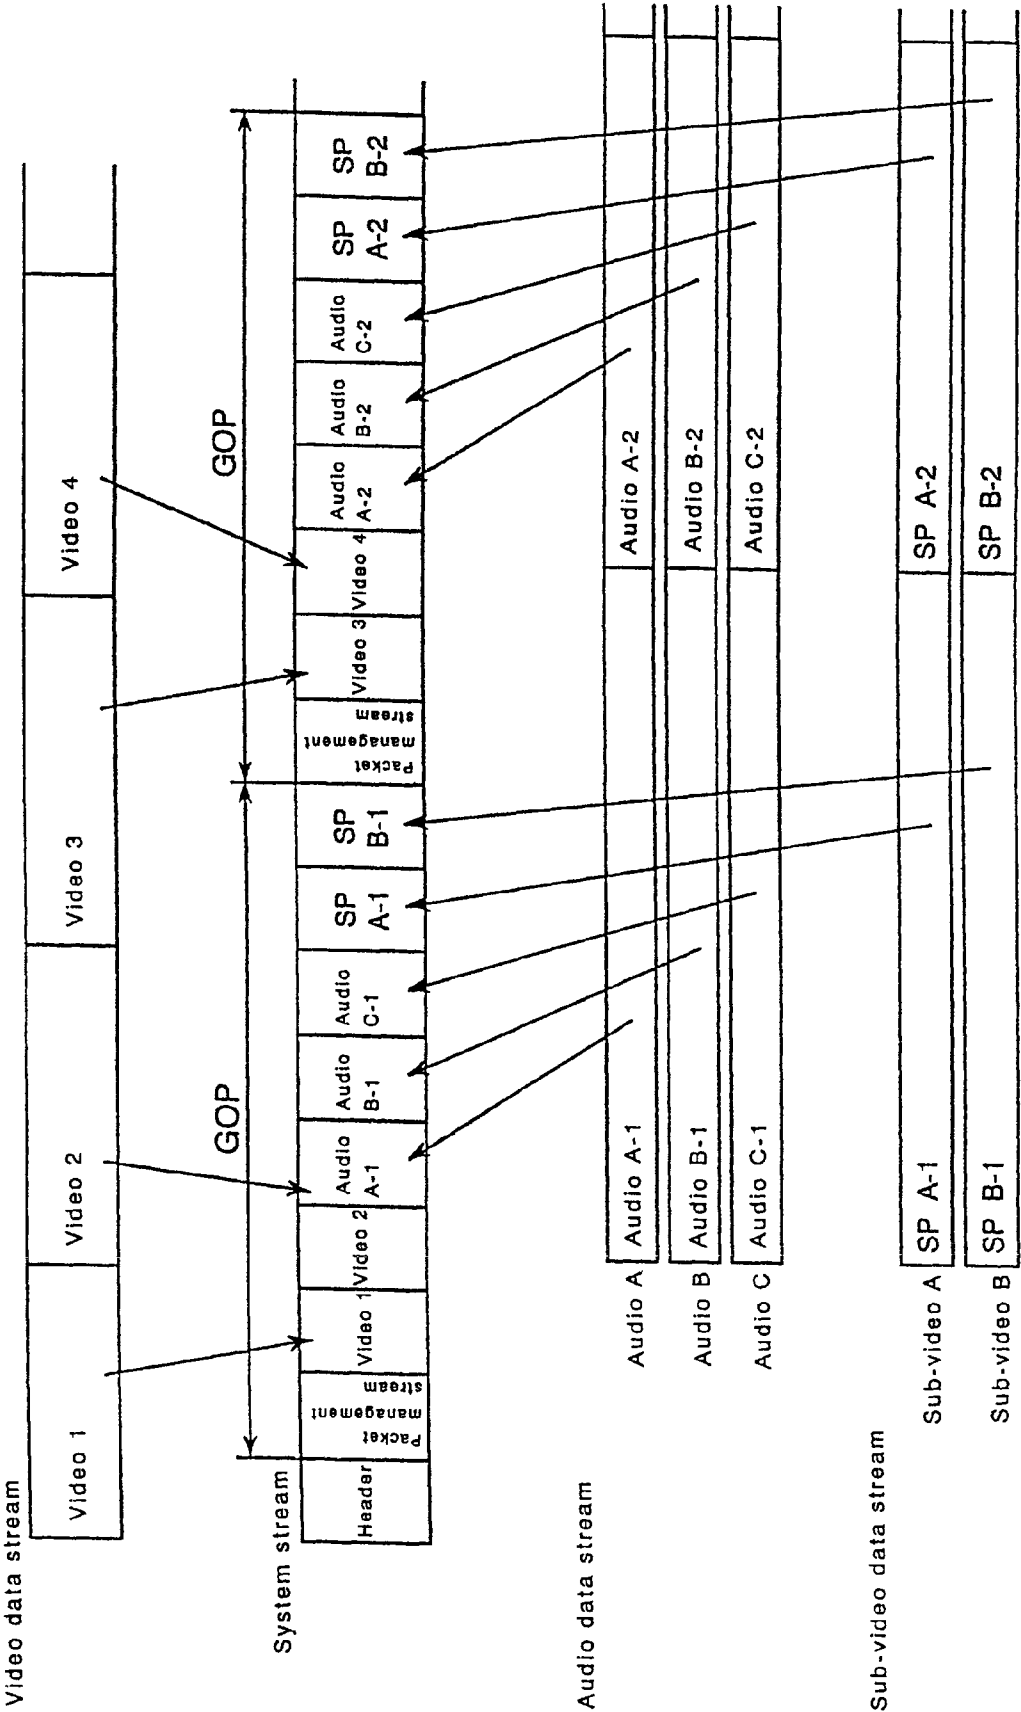 Video data stream
Video 1
Video 2
Video 3
Video 4
GOP
GOP
System stream
Header
Packet
management
stream
Video 1
Video 2
Audio
A-1
Audio
B-1
Audio
C-1
SP
A-1
SP
B-1
Packet
management
stream
Video 3
Video 4
Audio
A-2
Audio
B-2
Audio
C-2
SP
A-2
SP
B-2
Audio data stream
Audio A
Audio A-1
Audio A-2
Audio B
Audio B-1
Audio B-2
Audio C
Audio C-1
Audio C-2
Sub-video data stream
Sub-video A
SP A-1
SP A-2
Sub-video B
SP B-1
SP B-2